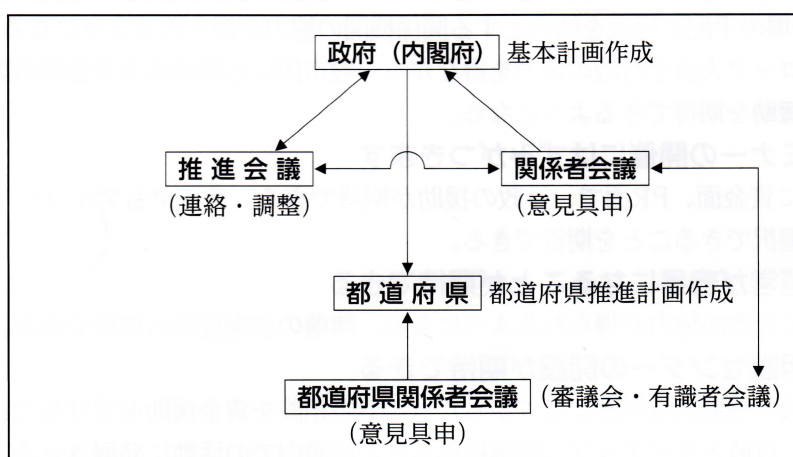 政府（内閣府） 基本計画作成
推進会議 関係者会議
（連絡・調整） （意見具申）
都道府県 都道府県推進計画作成
都道府県関係者会議 （審議会・有識者会議）
（意見具申）